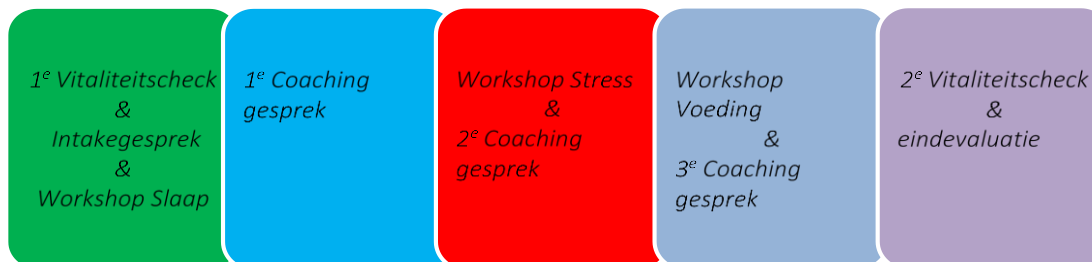 1e Vitaliteitscheck
&
Intakegesprek
&
Workshop Slaap
1e Coaching
gesprek
Workshop Stress
&
2e Coaching
gesprek
Workshop
Voeding
&
3e Coaching
gesprek
2e Vitaliteitscheck
&
eindevaluatie